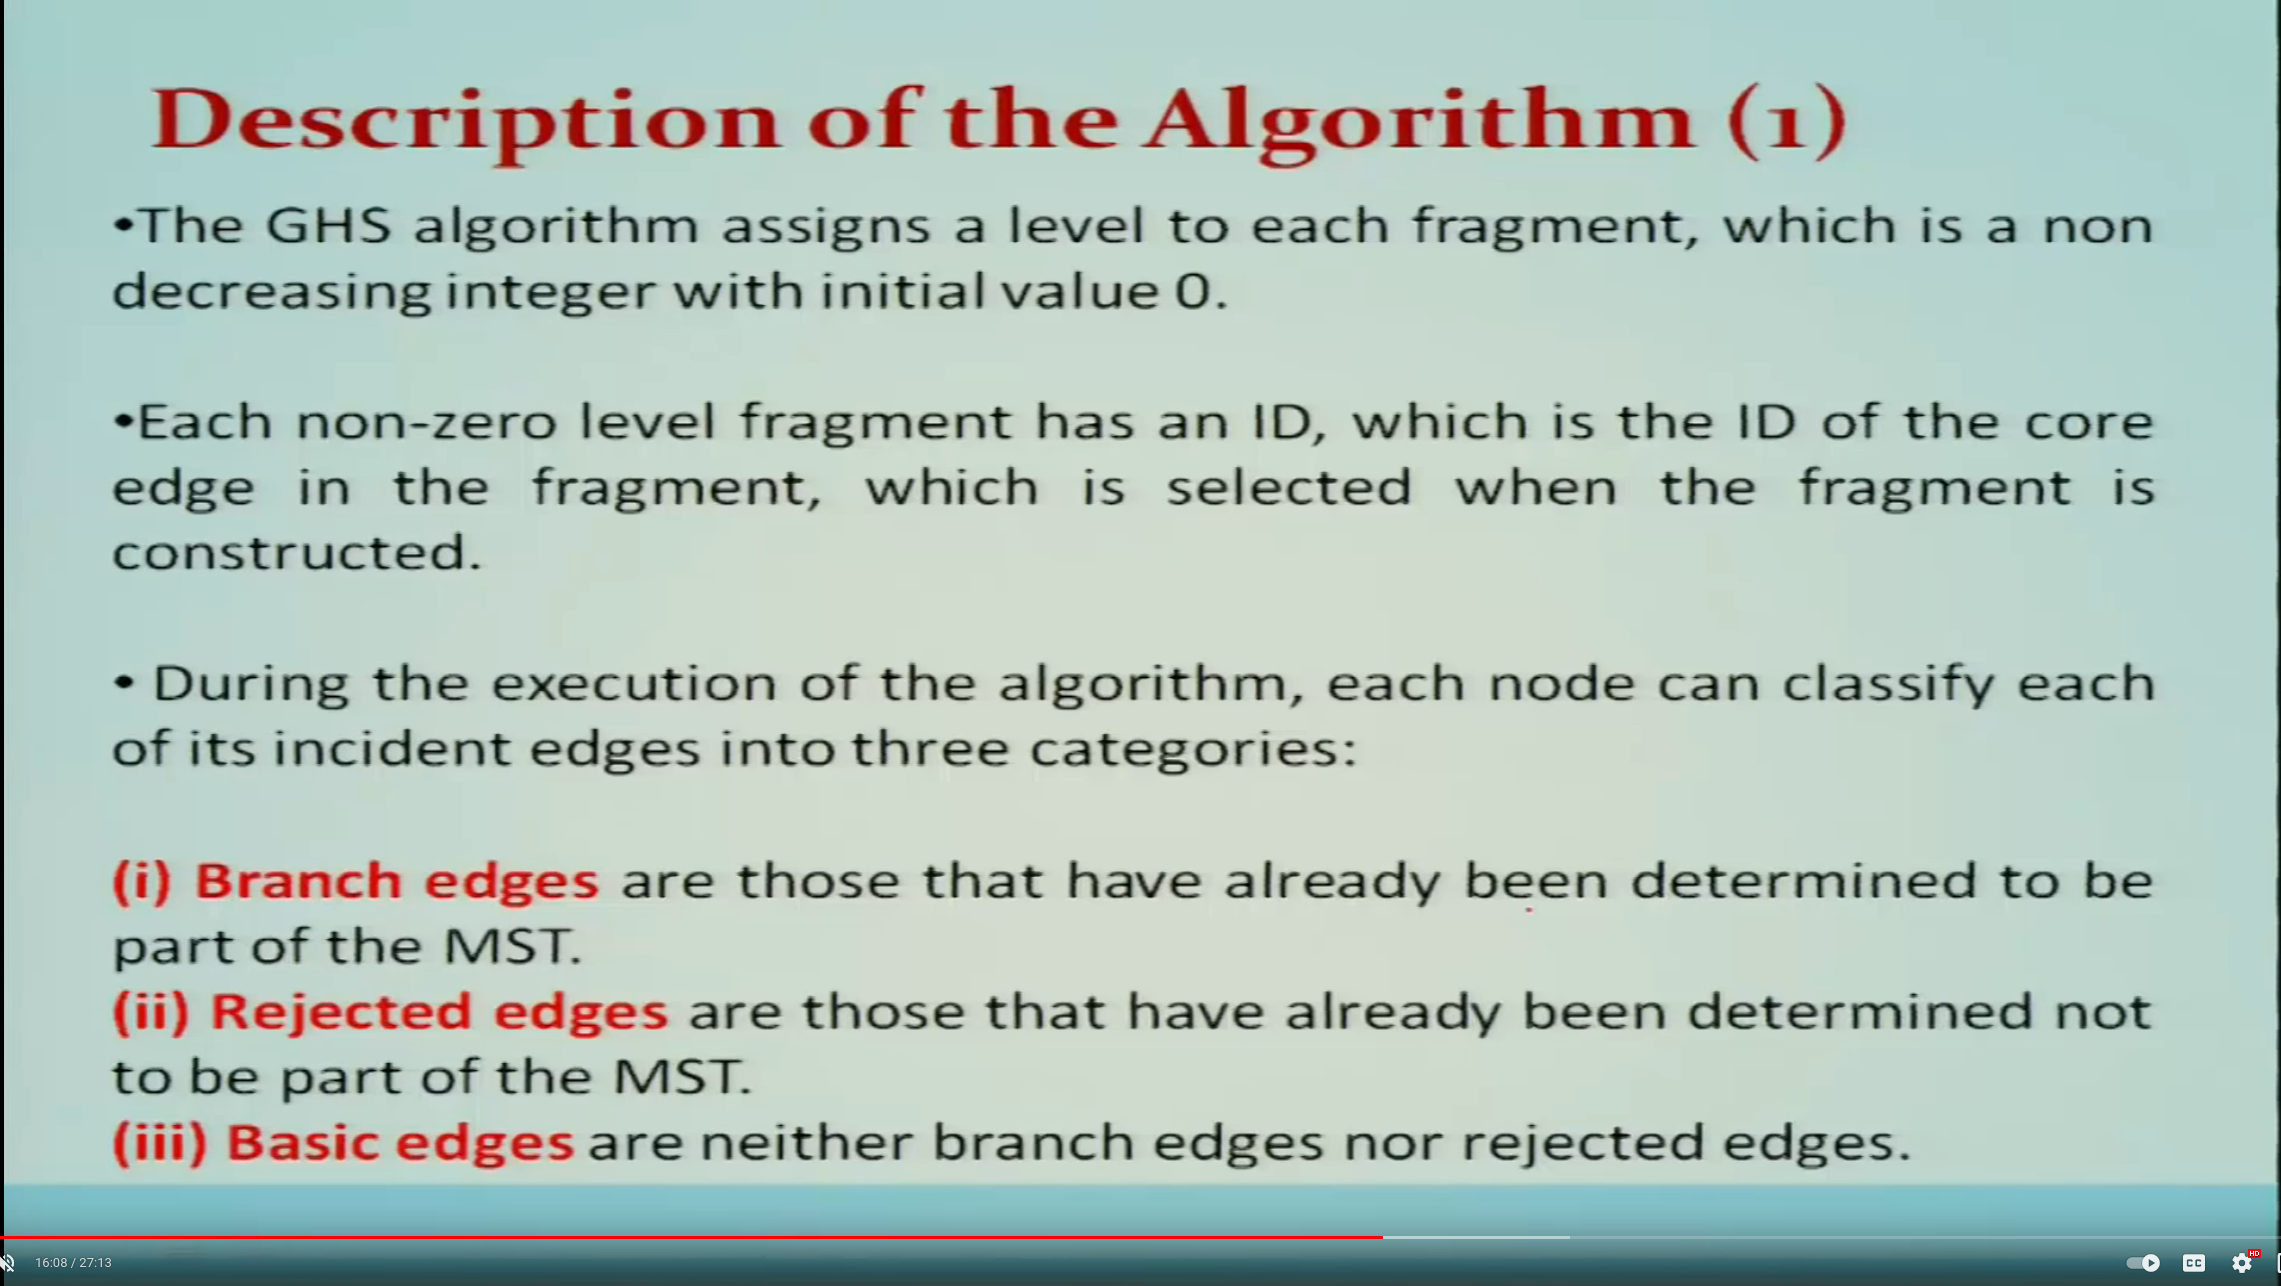 Description of the Algorithm (1)
•The GHS algorithm assigns a level to each fragment, which is a non
decreasing integer with initial value 0.
•Each non-zero level fragment has an ID, which is the ID of the core
edge in the fragment, which is selected when the fragment is
constructed.
• During the execution of the algorithm, each node can classify each
of its incident edges into three categories:
(i) Branch edges are those that have already been determined to be
part of the MST.
(ii) Rejected edges are those that have already been determined not
to be part of the MST.
(iii) Basic edges are neither branch edges nor rejected edges.
16:08 / 27:13
CC
HD